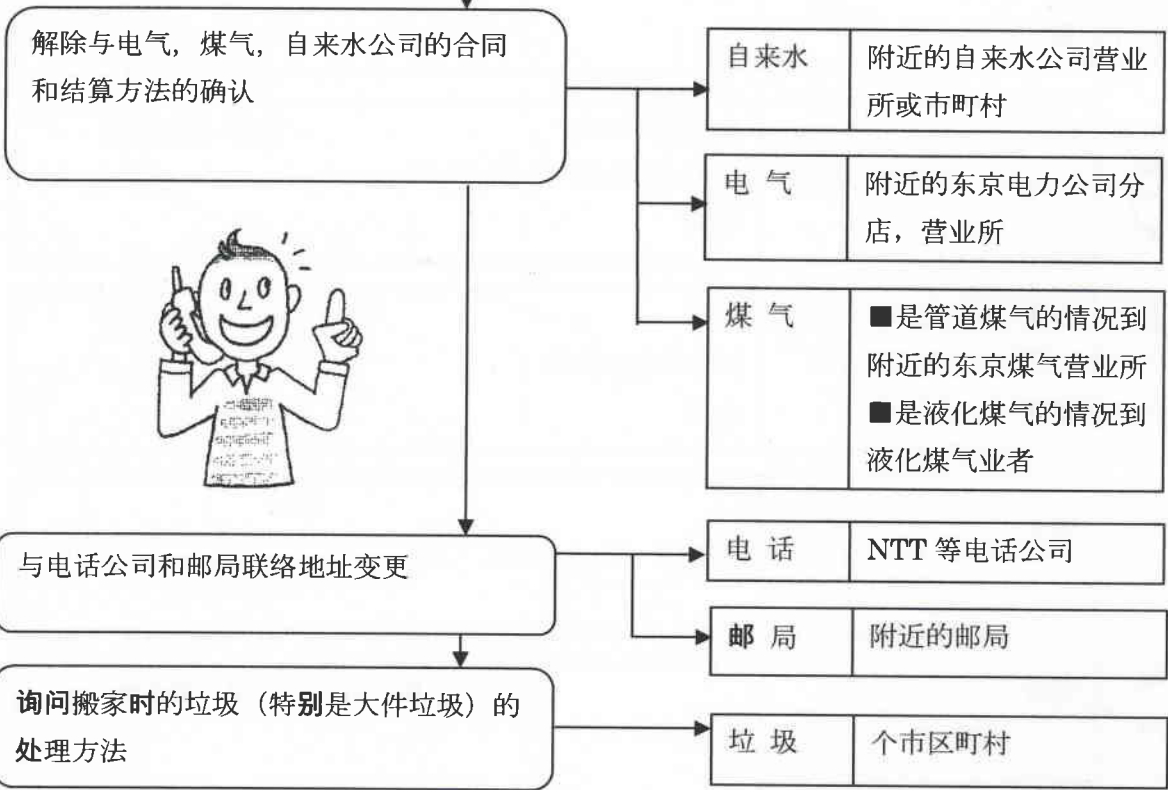 解除与电气，煤气，自来水公司的合同
和结算方法的确认
自来水
附近的自来水公司营业
所或市町村
电 气
附近的东京电力公司分
店，营业所
煤 气
■是管道煤气的情况到
附近的东京煤气营业所
■是液化煤气的情况到
液化煤气业者
与电话公司和邮局联络地址变更
电 话
NTT 等电话公司
邮 局
附近的邮局
询问搬家时的垃圾（特别是大件垃圾）的
处理方法
垃 圾
个市区町村